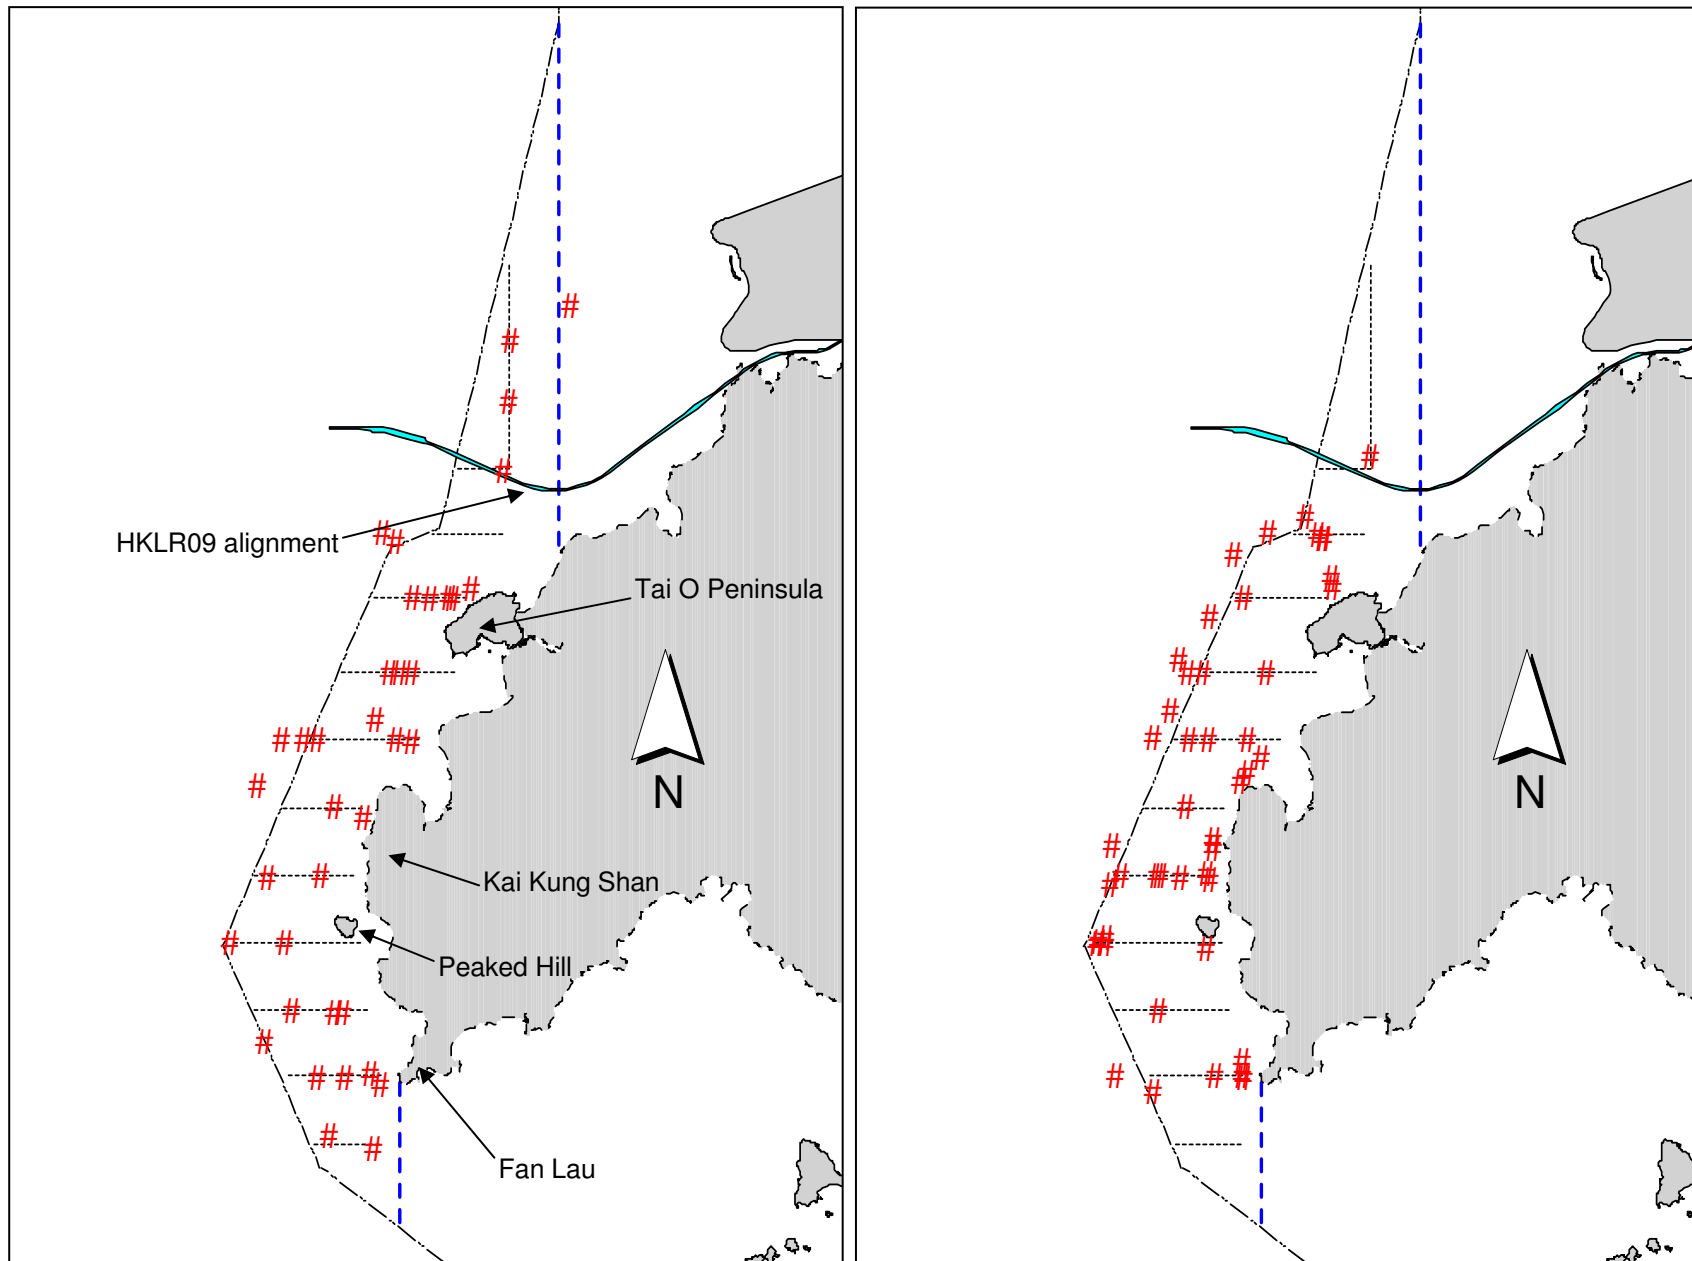 HKLR09 alignment
Tai O Peninsula
N
Kai Kung Shan
Peaked Hill
Fan Lau
N